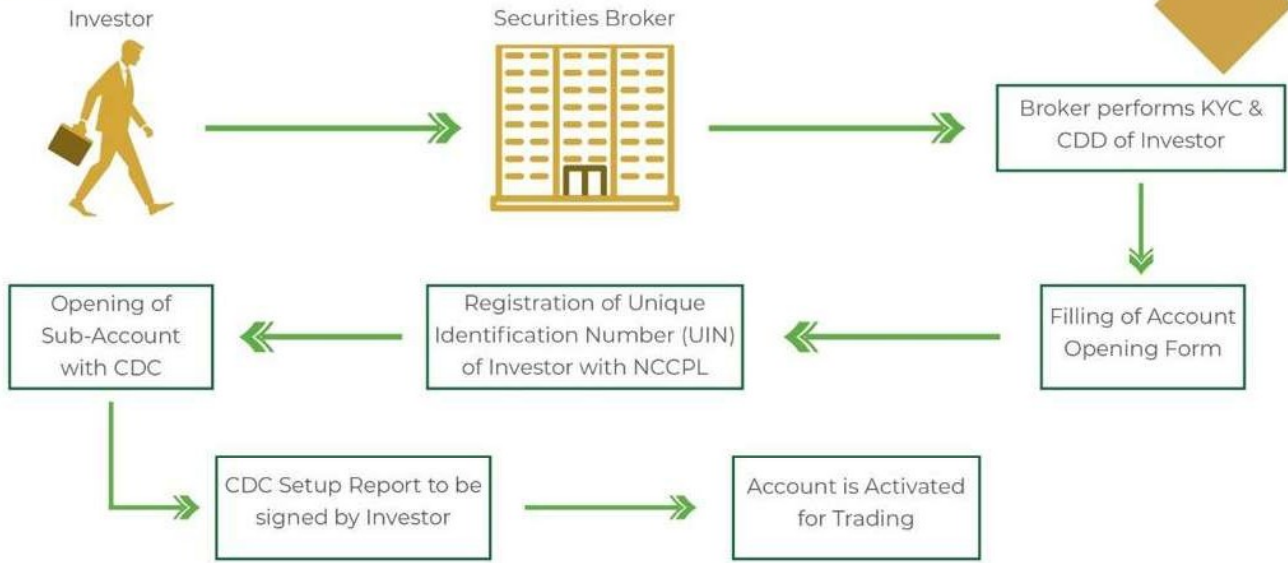 Investor
Securities Broker
Broker performs KYC &
CDD of Investor
Filling of Account
Opening Form
Registration of Unique
Identification Number (UIN)
of Investor with NCCPL
Opening of
Sub-Account
with CDC
CDC Setup Report to be
signed by Investor
Account is Activated
for Trading